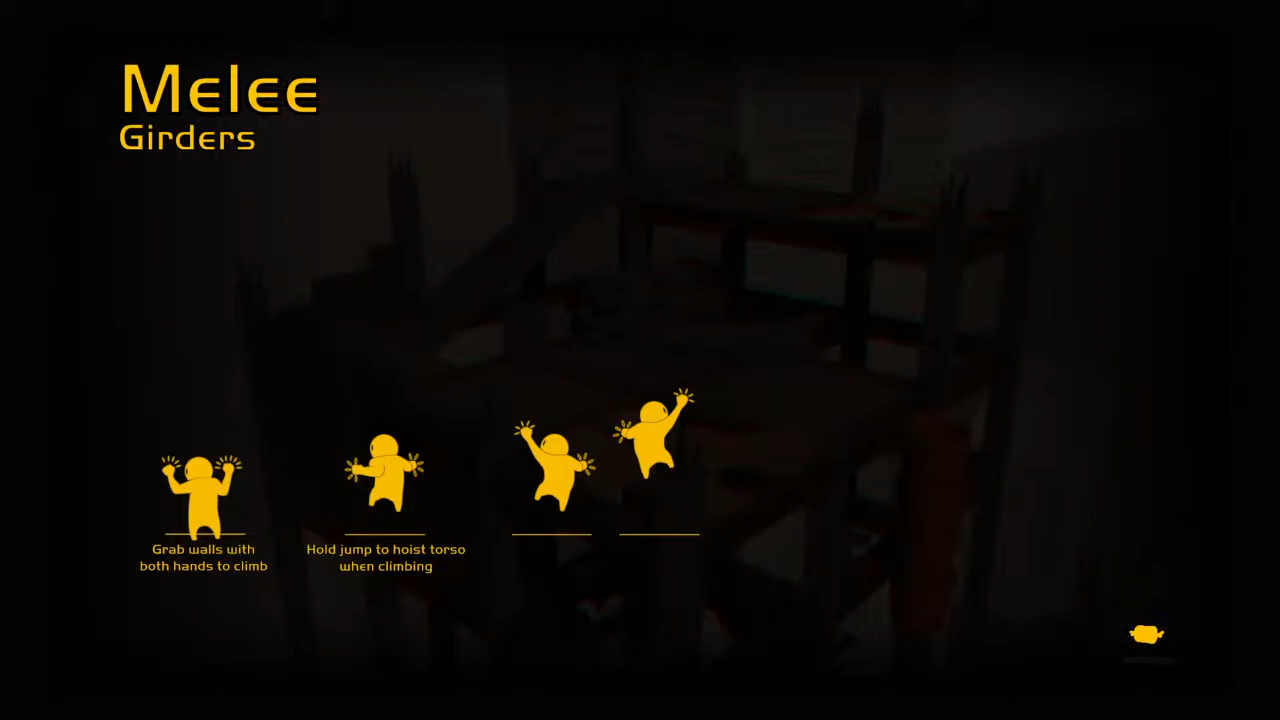 Melee
Girders
Grab walls with
both hands to climb
Hold jump to hoist torso
when climbing